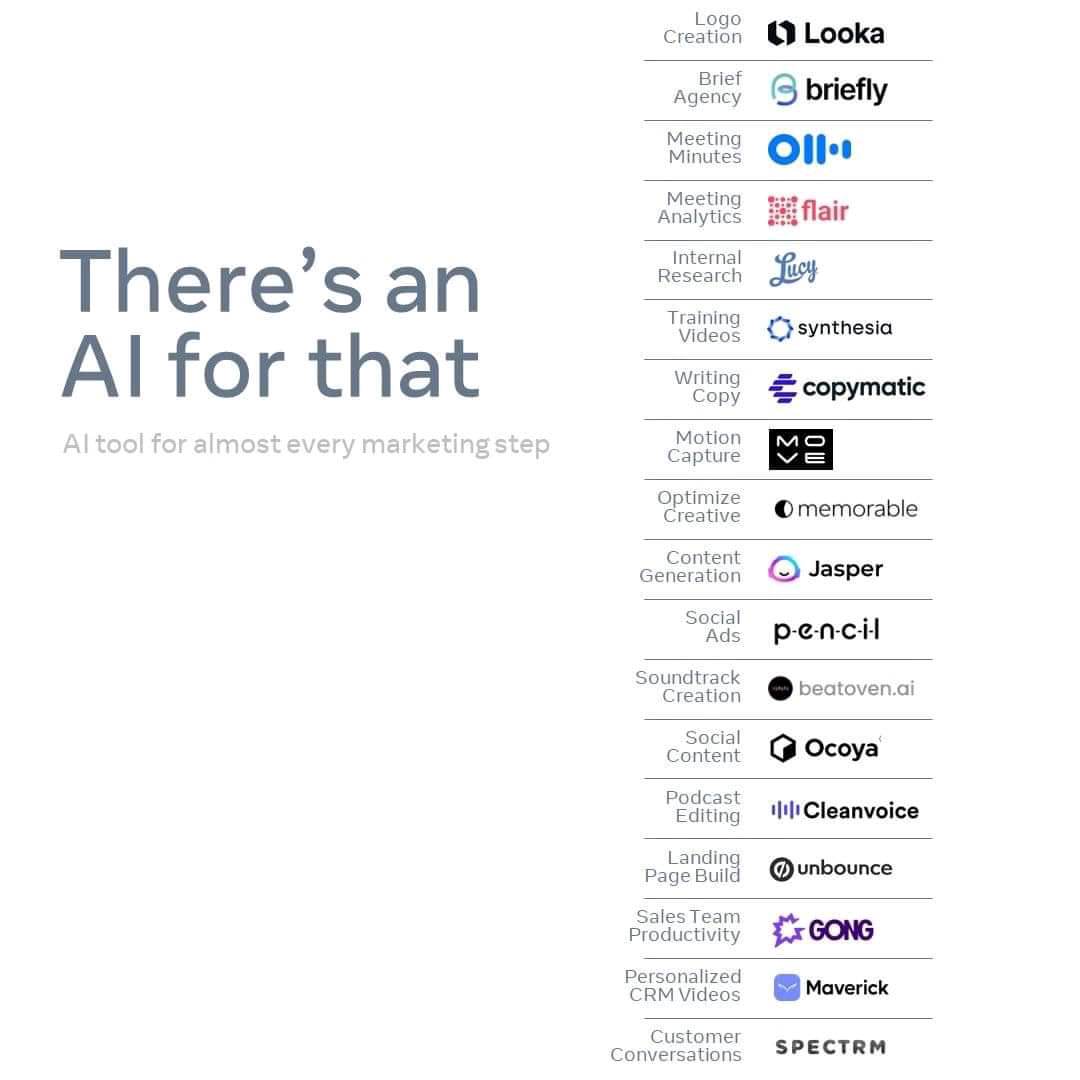 There's an
AI for that
AI tool for almost every marketing step
Logo
Creation
Looka
Brief
Agency
briefly
Meeting
Minutes
Meeting
Analytics
flair
Internal
Research
Lucy
Training
Videos
synthesia
Writing
Copy
copymatic
Motion
Capture
MO
VE
Optimize
Creative
memorable
Content
Generation
Jasper
Social
Ads
p-e-n-c-i-l
Soundtrack
Creation
beatoven.ai
Social
Content
Ocoya
Podcast
Editing
Cleanvoice
Landing
Page Build
unbounce
Sales Team
Productivity
GONG
Personalized
CRM Videos
Maverick
Customer
Conversations
SPECTRM